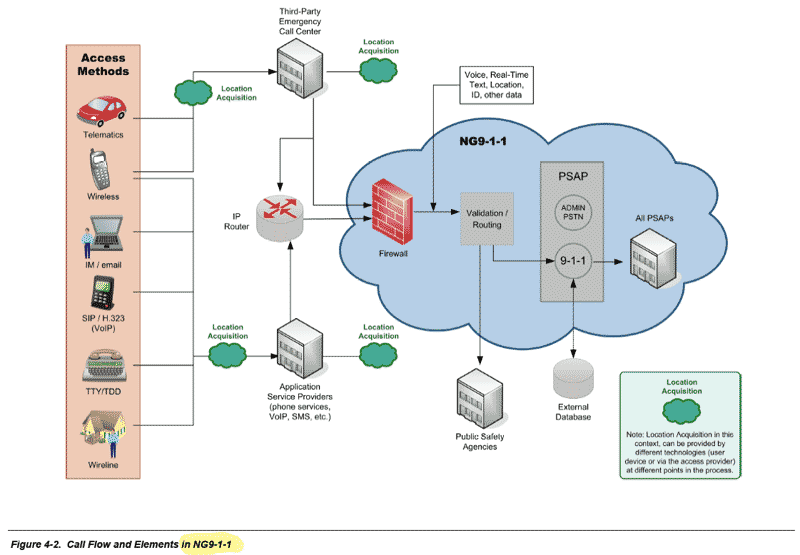 Third-Party
Emergency
Call Center
Location
Acquisition
Access
Methods
Location
Acquisition
Voice, Real-Time
Text, Location,
ID, other data
Telematics
NG9-1-1
PSAP
Wireless
ADMIN
PSTN
All PSAPs
IP
Router
Validation /
Routing
Firewall
9-1-1
IM / email
SIP / H.323
(VoIP)
Location
Acquisition
Location
Acquisition
TTY/TDD
Application
Service Providers
(phone services,
VoIP, SMS, etc.)
External
Database
Public Safety
Agencies
Wireline
Location
Acquisition
Note: Location Acquisition in this
context, can be provided by
different technologies (user
device or via the access provider)
at different points in the process.
Figure 4-2. Call Flow and Elements in NG9-1-1